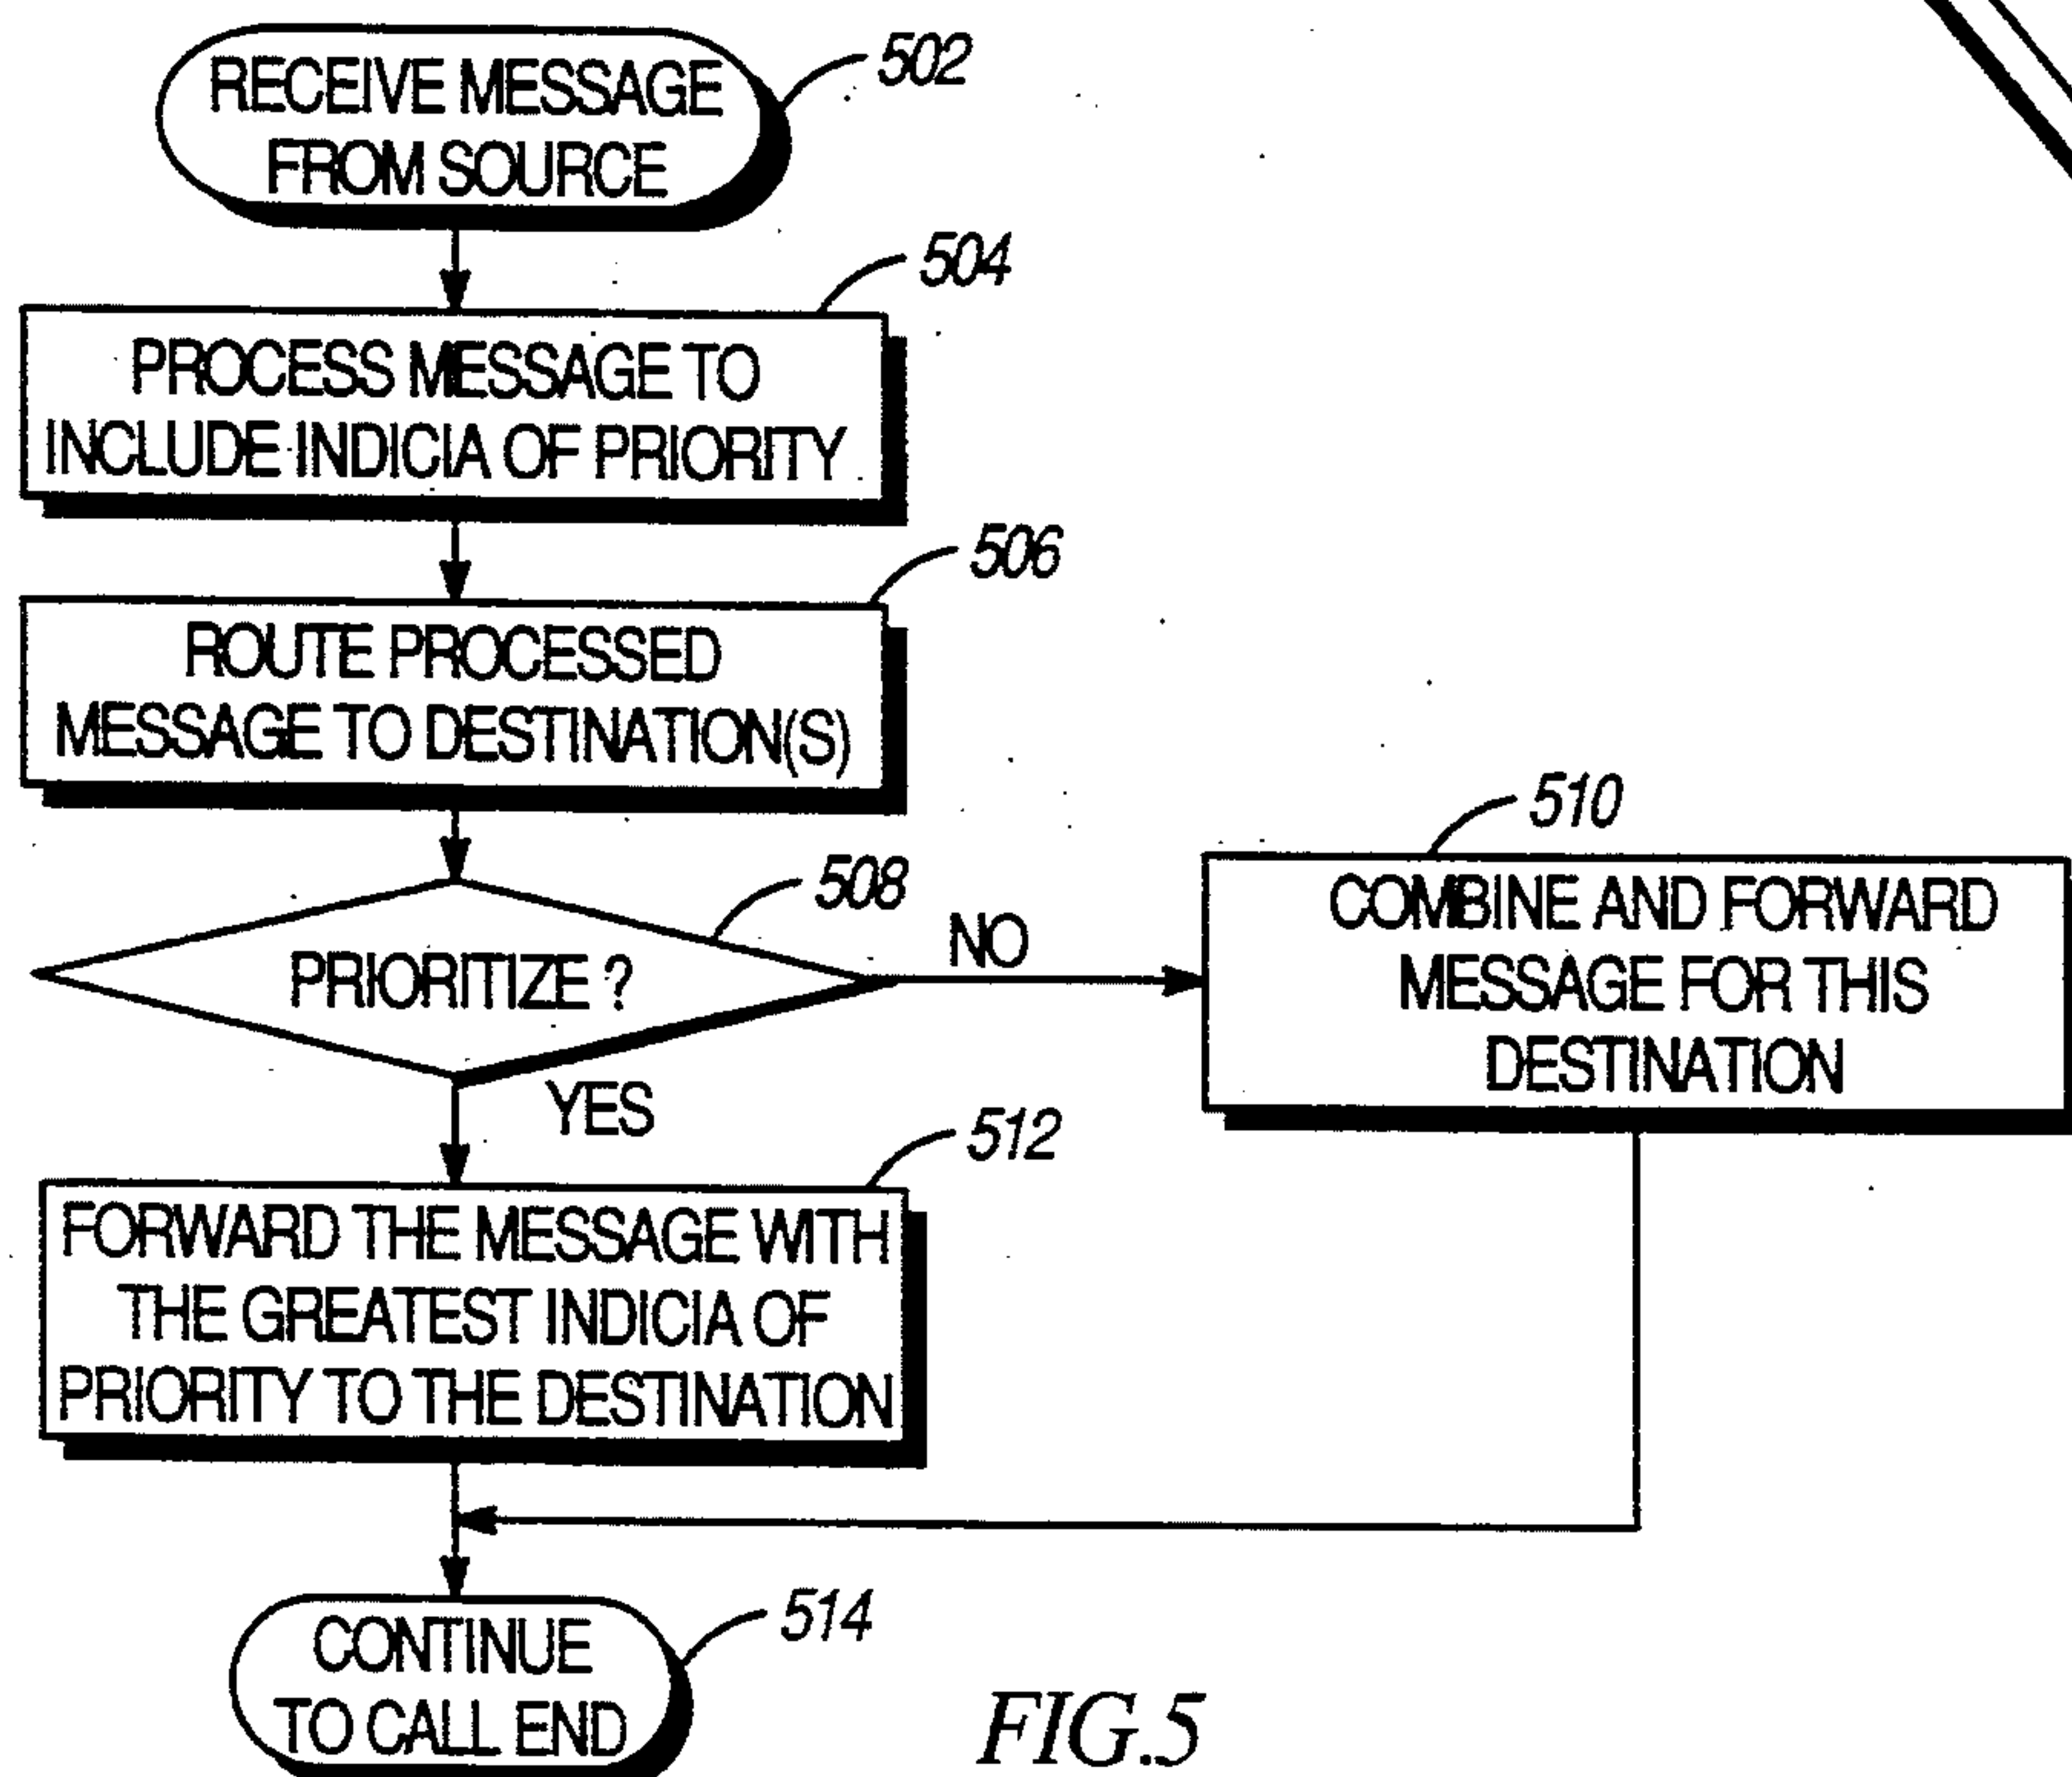 RECEIVE MESSAGE
FROM SOURCE
502
504
PROCESS MESSAGE TO
INCLUDE INDICIA OF PRIORITY
506
ROUTE PROCESSED
MESSAGE TO DESTINATION(S)
508
PRIORITIZE ?
NO
510
COMBINE AND FORWARD
MESSAGE FOR THIS
DESTINATION
YES
512
FORWARD THE MESSAGE WITH
THE GREATEST INDICIA OF
PRIORITY TO THE DESTINATION
514
CONTINUE
TO CALL END
FIG.5